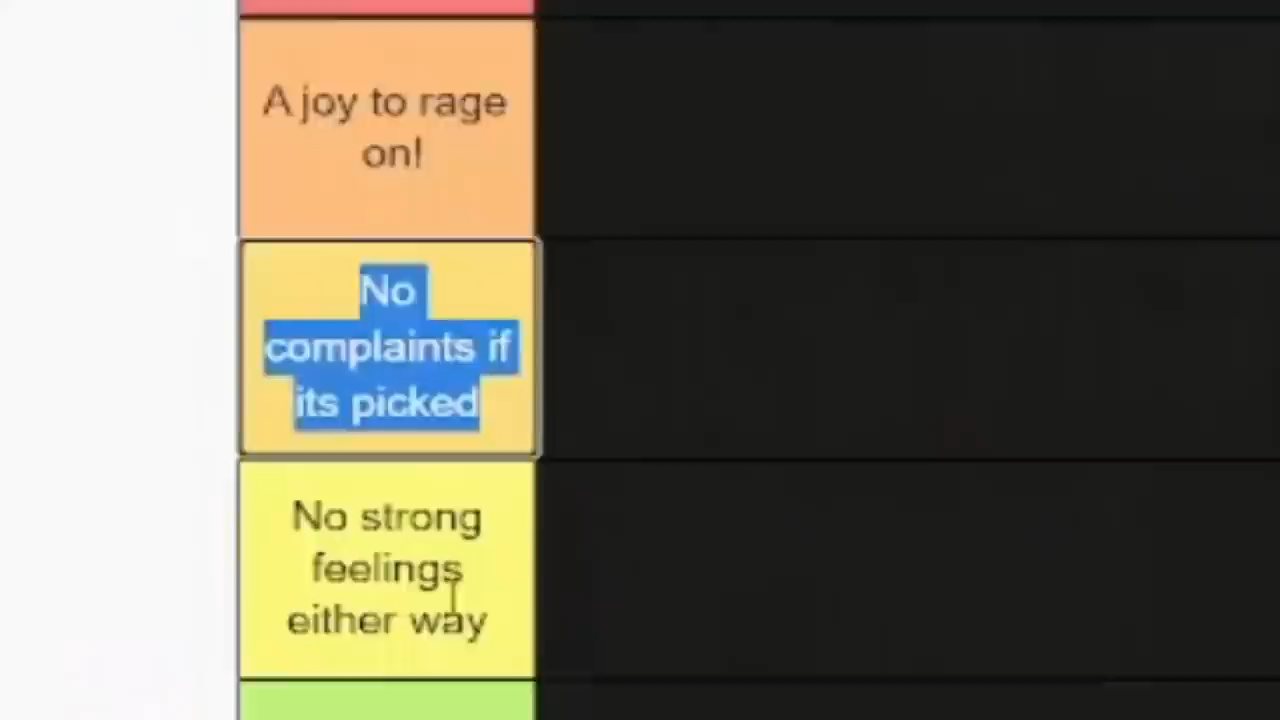 A joy to rage
on!
No
complaints if
its picked
No strong
feelings
either way